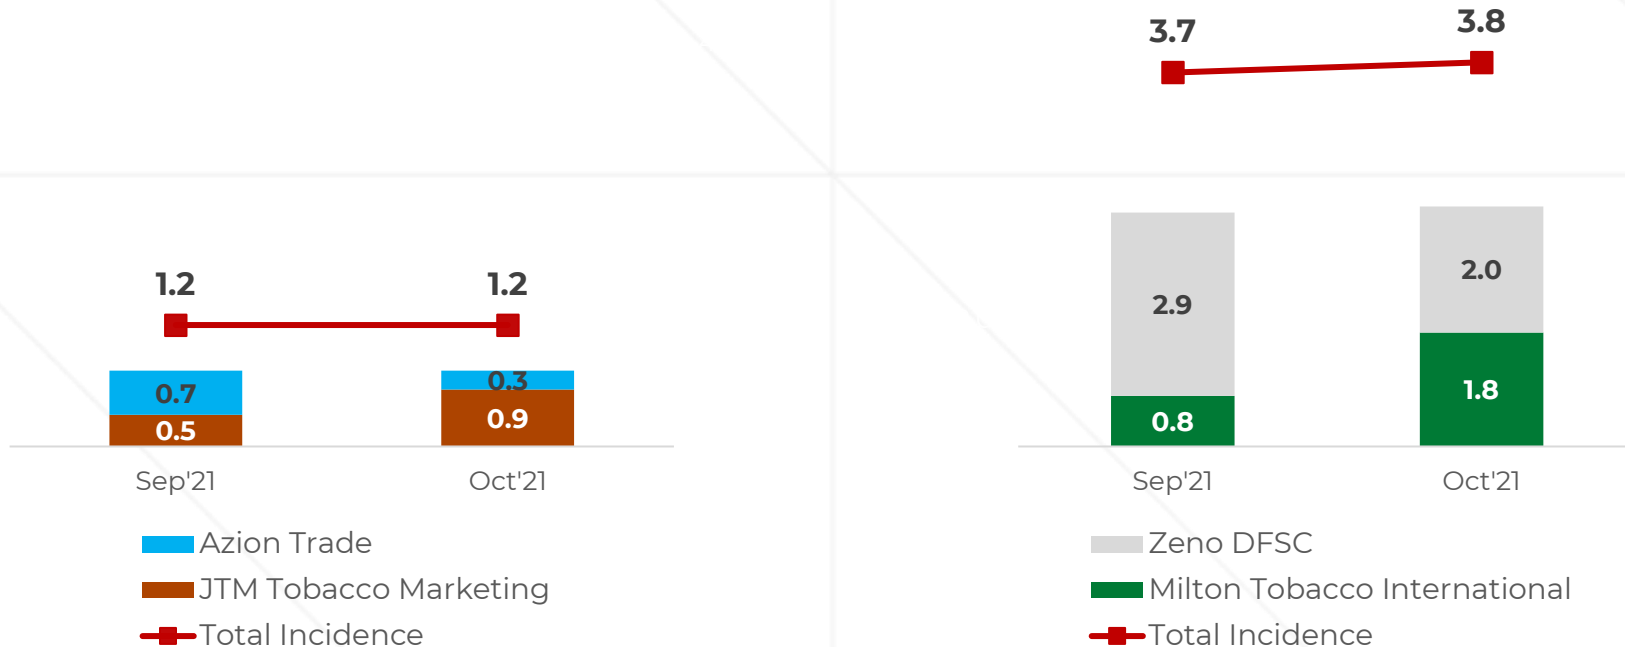 1.2
1.2
0.7
0.3
0.5
0.9
Sep'21
Oct'21
Azion Trade
JTM Tobacco Marketing
Total Incidence
3.7
3.8
2.9
2.0
0.8
1.8
Sep'21
Oct'21
Zeno DFSC
Milton Tobacco International
Total Incidence